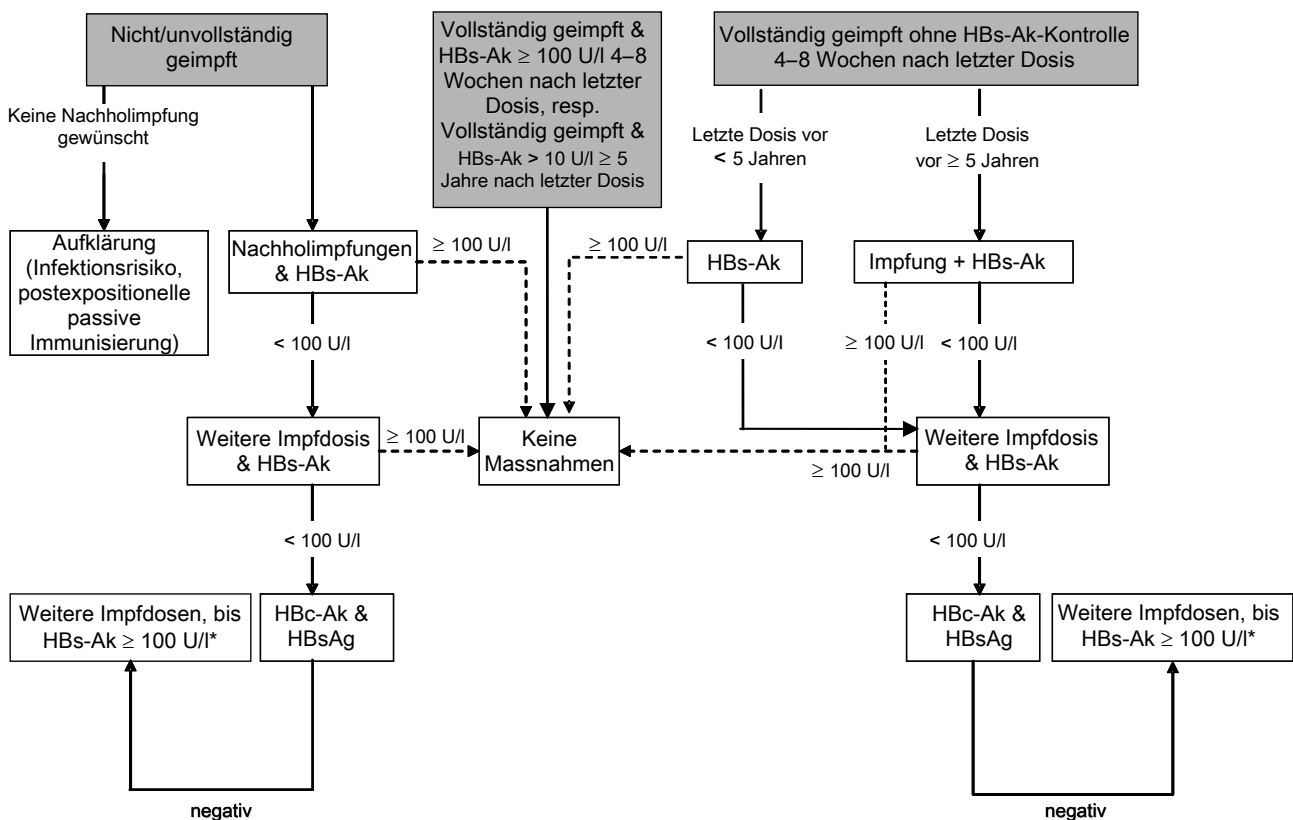 Nicht/unvollständig
geimpft
Vollständig geimpft &
HBs-Ak ≥ 100 U/l 4–8
Wochen nach letzter
Dosis, resp.
Vollständig geimpft &
HBs-Ak > 10 U/l ≥ 5
Jahre nach letzter Dosis
Vollständig geimpft ohne HBs-Ak-Kontrolle
4–8 Wochen nach letzter Dosis
Keine Nachholimpfung
gewünscht
Letzte Dosis vor
< 5 Jahren
Letzte Dosis
vor ≥ 5 Jahren
Aufklärung
(Infektionsrisiko,
postexpositionelle
passive
Immunisierung)
Nachholimpfungen
& HBs-Ak
≥ 100 U/l
≥ 100 U/l
HBs-Ak
Impfung + HBs-Ak
< 100 U/l
< 100 U/l
≥ 100 U/l
< 100 U/l
Weitere Impfdosis
& HBs-Ak
≥ 100 U/l
Keine
Massnahmen
≥ 100 U/l
Weitere Impfdosis
& HBs-Ak
< 100 U/l
< 100 U/l
Weitere Impfdosen, bis
HBs-Ak ≥ 100 U/l*
HBc-Ak &
HBsAg
HBc-Ak &
HBsAg
Weitere Impfdosen, bis
HBs-Ak ≥ 100 U/l*
negativ
negativ